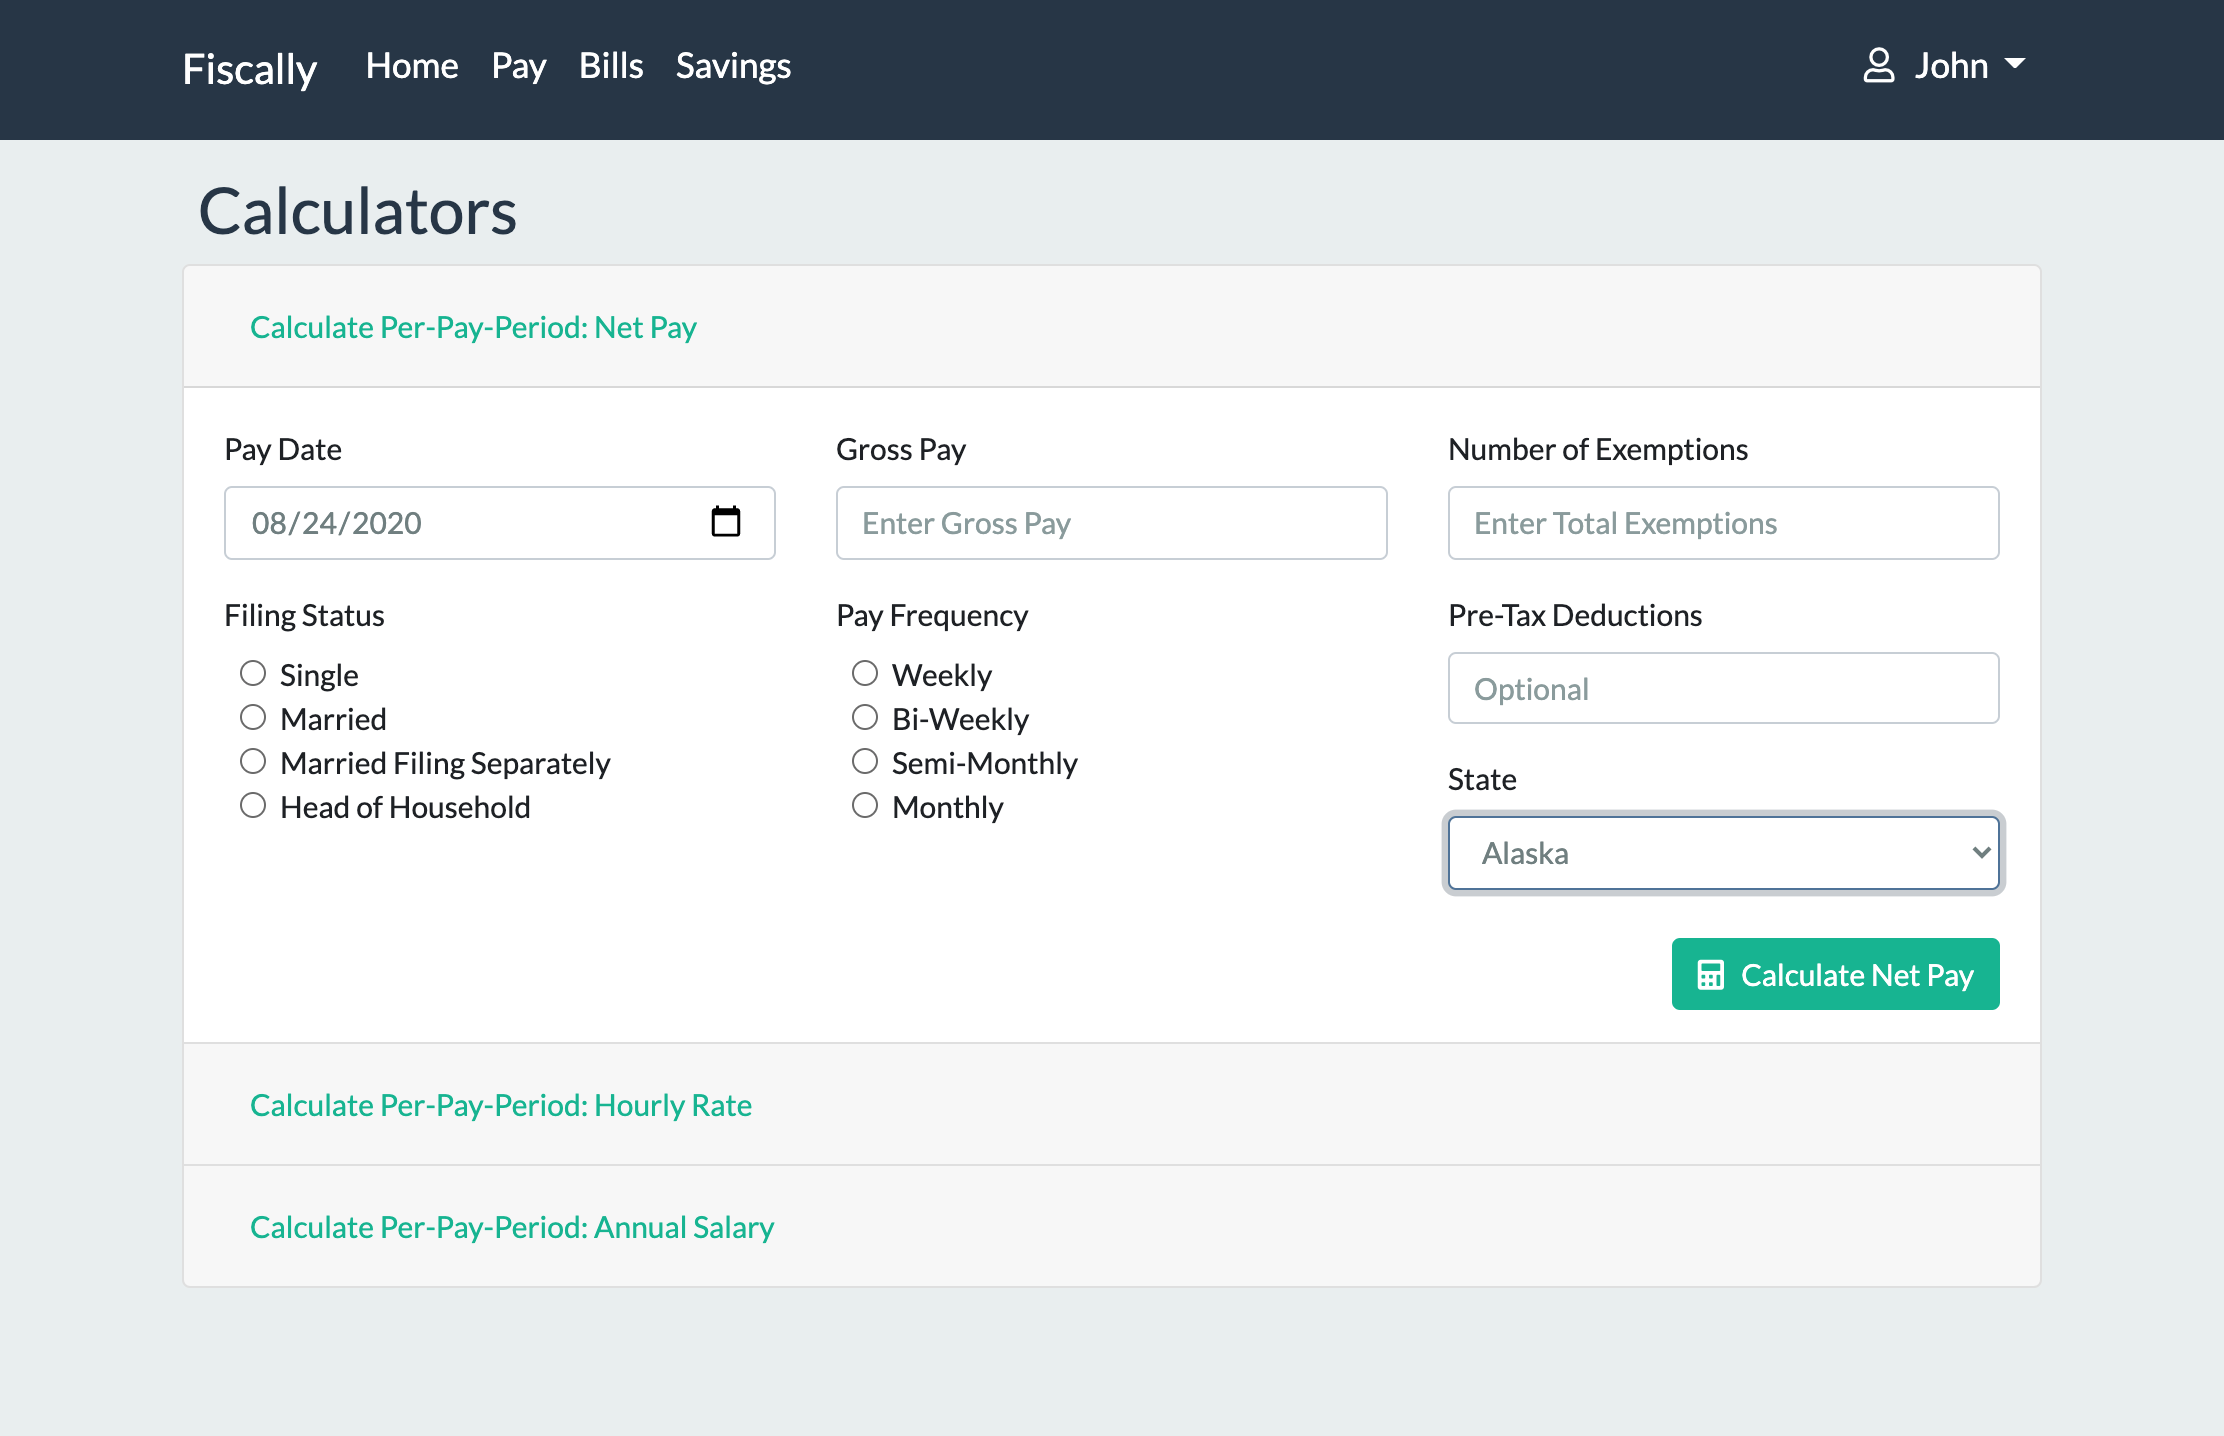 Fiscally Home Pay Bills Savings John
Calculators
Calculate Per-Pay-Period: Net Pay
Pay Date
08/24/2020
Gross Pay
Enter Gross Pay
Number of Exemptions
Enter Total Exemptions
Filing Status
Single
Married
Married Filing Separately
Head of Household
Pay Frequency
Weekly
Bi-Weekly
Semi-Monthly
Monthly
Pre-Tax Deductions
Optional
State
Alaska
Calculate Net Pay
Calculate Per-Pay-Period: Hourly Rate
Calculate Per-Pay-Period: Annual Salary